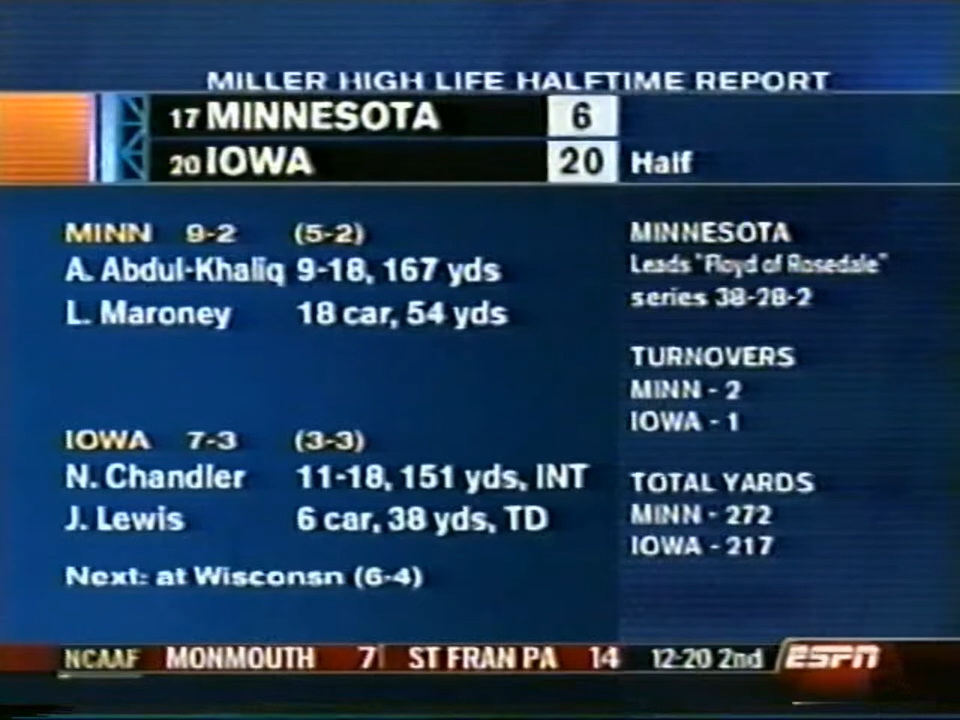 MILLER HIGH LIFE HALFTIME REPORT
17 MINNESOTA 6
20 IOWA 20 Half
MINN 9-2 (5-2)
A. Abdul-Khaliq 9-18, 167 yds
L. Maroney 18 car, 54 yds
IOWA 7-3 (3-3)
N. Chandler 11-18, 151 yds, INT
J. Lewis 6 car, 38 yds, TD
Next: at Wisconsn (6-4)
MINNESOTA
Leads "Floyd of Rosedale"
series 38-28-2
TURNOVERS
MINN - 2
IOWA - 1
TOTAL YARDS
MINN - 272
IOWA - 217
NCAAF MONMOUTH 7 ST FRAN PA 14 12:20 2nd ESPN